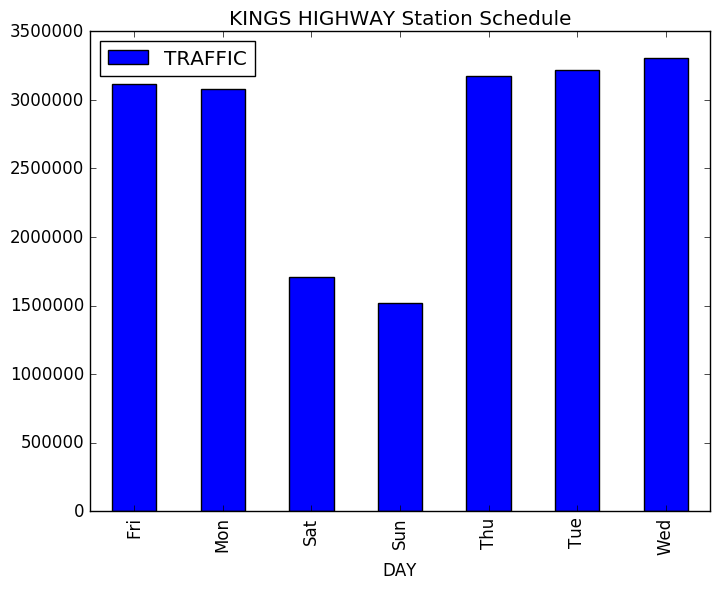 KINGS HIGHWAY Station Schedule
TRAFFIC
3500000
3000000
2500000
2000000
1500000
1000000
500000
0
Fri
Mon
Sat
Sun
Thu
Tue
Wed
DAY